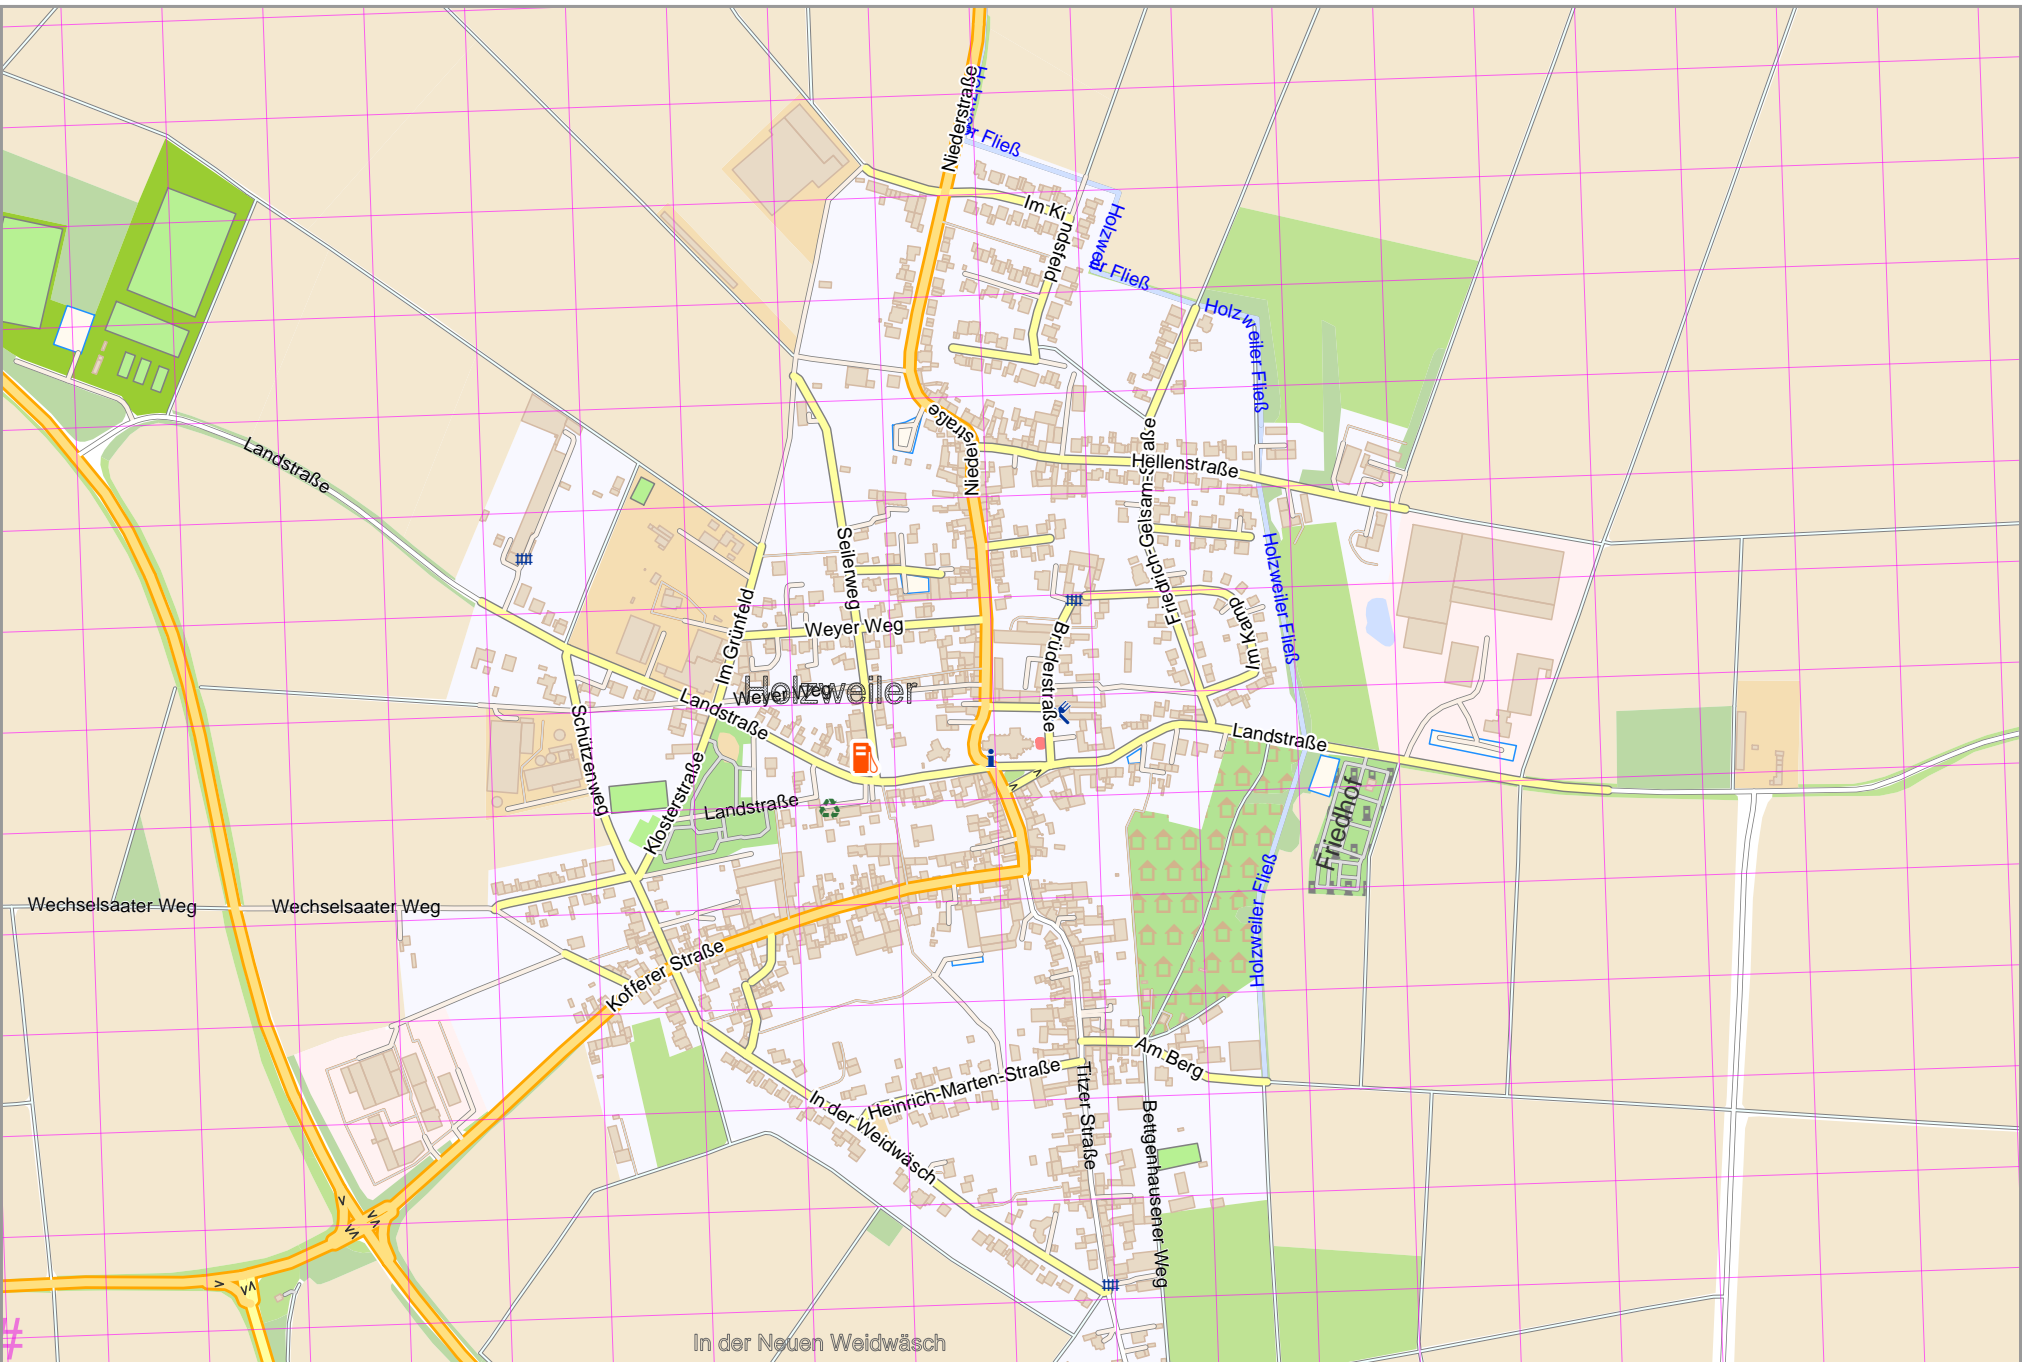 Niederstraße
Holzweiler Fließ
Im Kindsfeld
Holzweiler Fließ
Holzweiler Fließ
Niederstraße
Landstraße
Hellenstraße
Friedrich-Gelsam-Straße
Seilerweg
Holzweiler Fließ
Im Grünfeld
Weyer Weg
Brüderstraße
Im Kamp
Weyer Weg
Holzweiler
Landstraße
Schützenweg
Landstraße
Klosterstraße
Landstraße
Friedhof
Wechselsaater Weg
Wechselsaater Weg
Holzweiler Fließ
Kofferer Straße
Am Berg
Heinrich-Marten-Straße
In der Weidwäsch
Titzer Straße
Bettgenhausener Weg
In der Neuen Weidwäsch
#